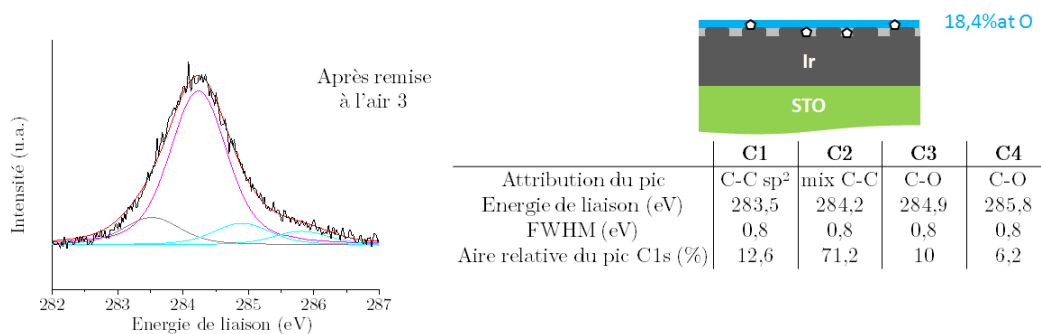 Intensité (u.a.)
Après remise
à l'air 3
282 283 284 285 286 287
Energie de liaison (eV)
18,4%at O
Ir
STO
C1 C2 C3 C4
Attribution du pic C-C sp² mix C-C C-O C-O
Energie de liaison (eV) 283,5 284,2 284,9 285,8
FWHM (eV) 0,8 0,8 0,8 0,8
Aire relative du pic C1s (%) 12,6 71,2 10 6,2